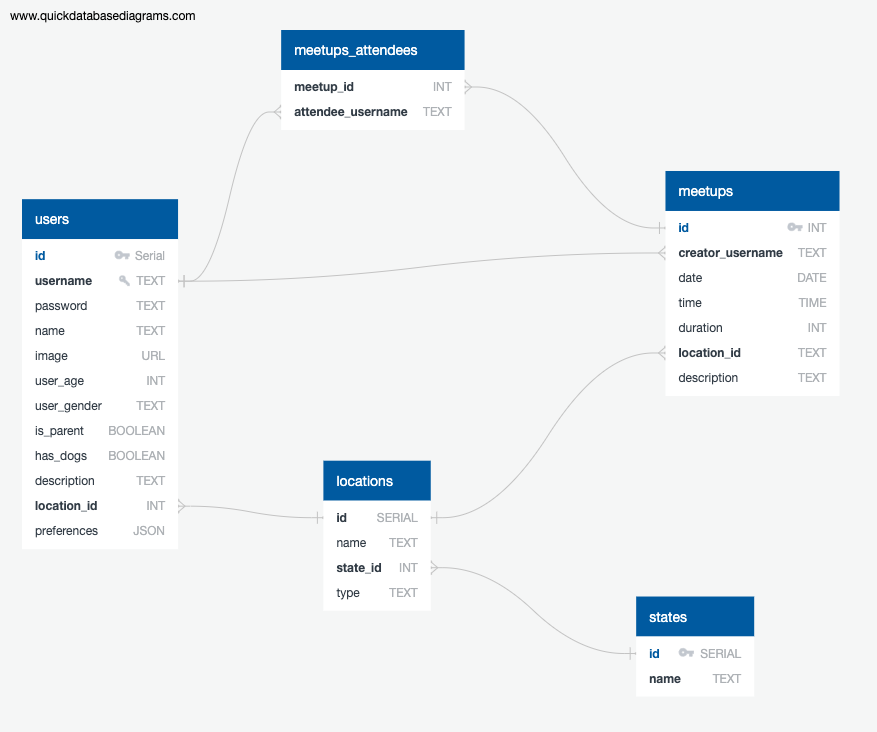 www.quickdatabasediagrams.com
meetups_attendees
meetup_id INT
attendee_username TEXT
users
id Serial
username TEXT
password TEXT
name TEXT
image URL
user_age INT
user_gender TEXT
is_parent BOOLEAN
has_dogs BOOLEAN
description TEXT
location_id INT
preferences JSON
meetups
id INT
creator_username TEXT
date DATE
time TIME
duration INT
location_id TEXT
description TEXT
locations
id SERIAL
name TEXT
state_id INT
type TEXT
states
id SERIAL
name TEXT